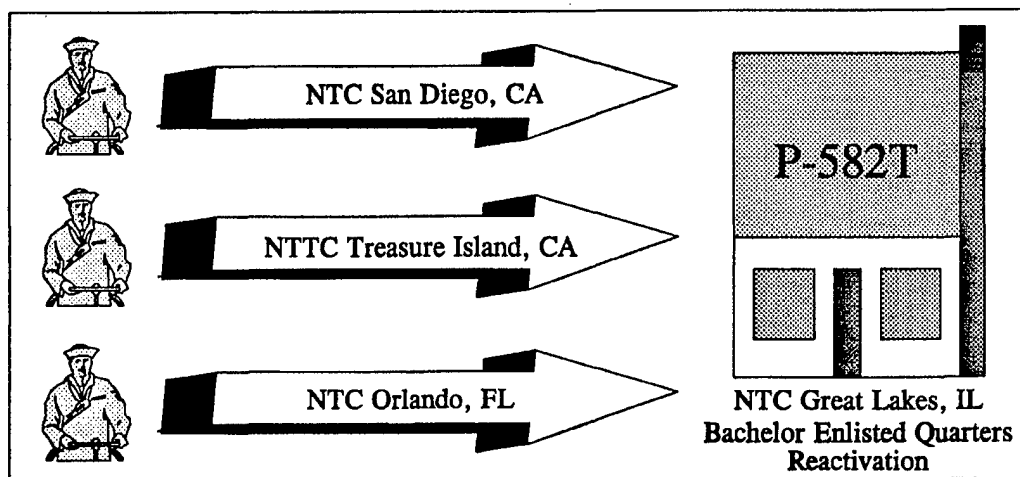 NTC San Diego, CA
P-582T
NTTC Treasure Island, CA
NTC Orlando, FL
NTC Great Lakes, IL
Bachelor Enlisted Quarters
Reactivation